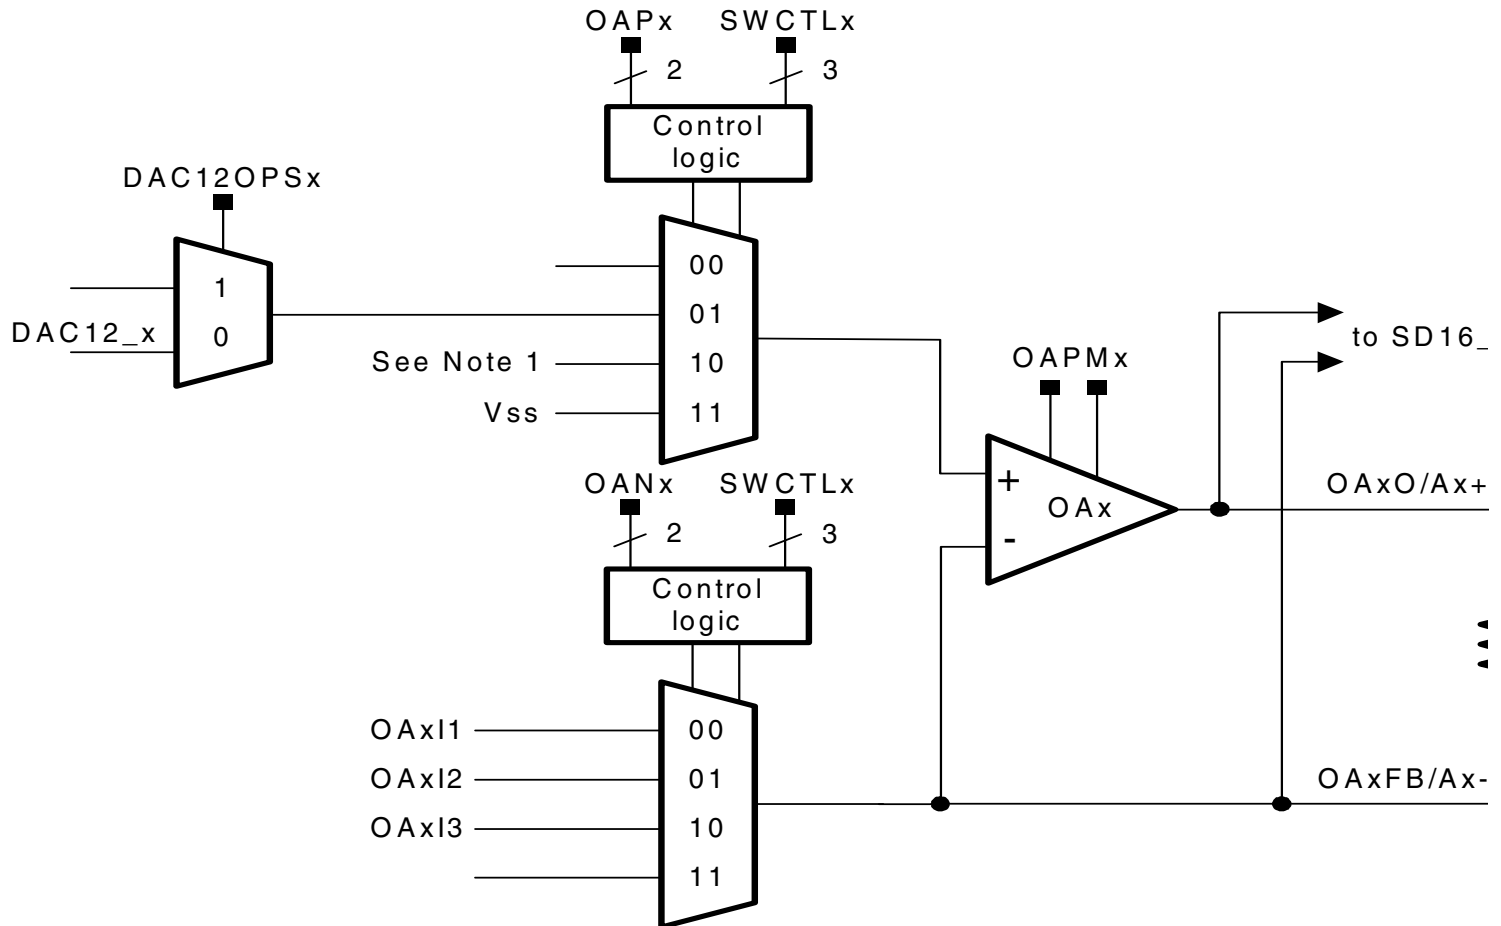 OAPx SWCTLx
2 3
Control
logic
DAC12OPSx
1
DAC12_x 0
00
01
See Note 1 10
Vss 11
to SD16_
OAPMx
OANx SWCTLx
2 3
+
OAx
-
OAxO/Ax+
Control
logic
OAxI1 00
OAxI2 01
OAxI3 10
11
OAxFB/Ax-